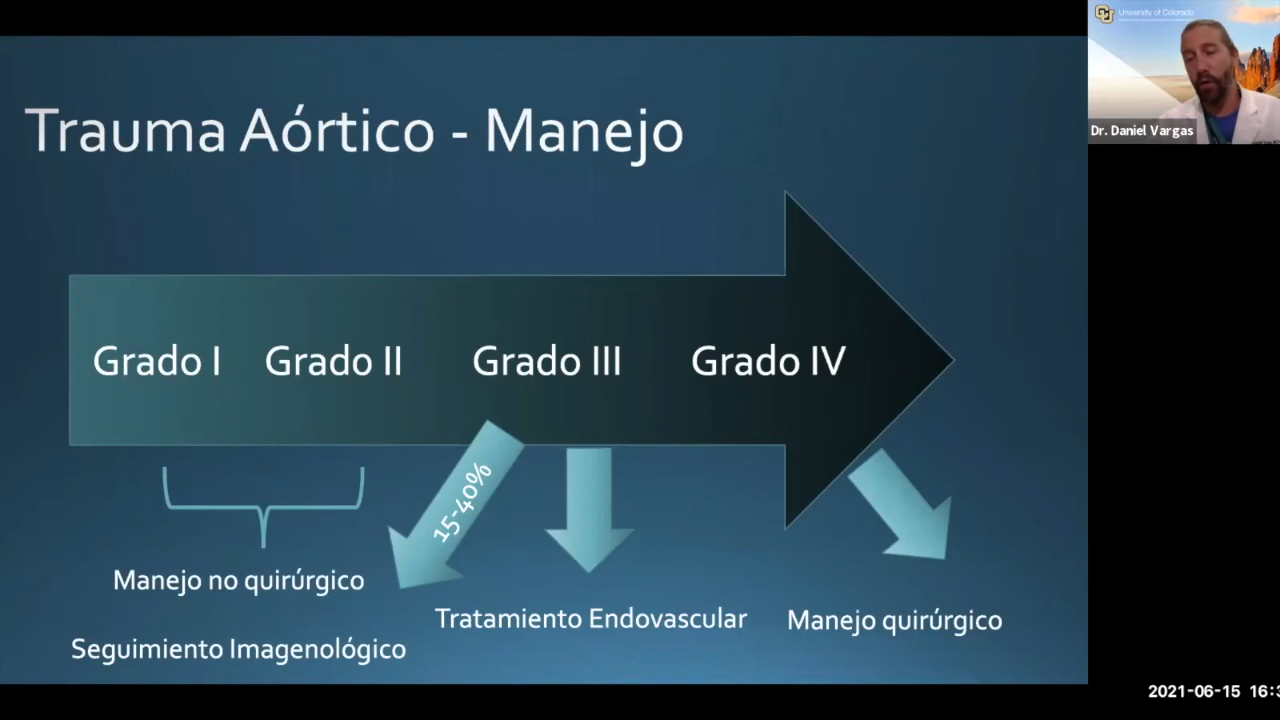 University of Colorado
Dr. Daniel Vargas
Trauma Aórtico - Manejo
Grado I
Grado II
Grado III
Grado IV
15-40%
Manejo no quirúrgico
Seguimiento Imagenológico
Tratamiento Endovascular
Manejo quirúrgico
2021-06-15 16:3